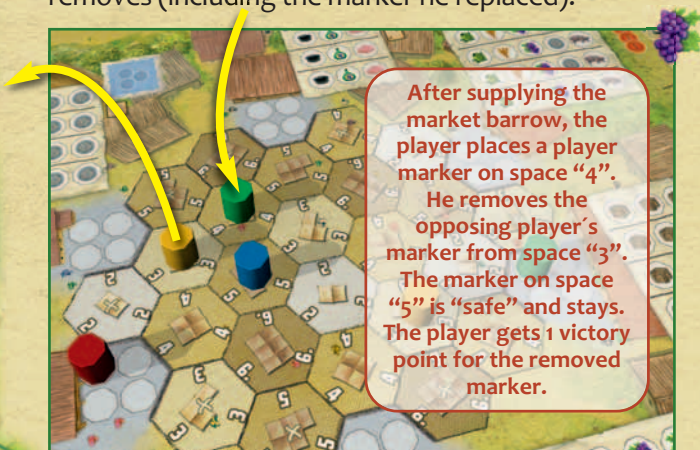 removes (including the marker he replaced).
After supplying the
market barrow, the
player places a player
marker on space “4”.
He removes the
opposing player´s
marker from space “3”.
The marker on space
“5” is “safe” and stays.
The player gets 1 victory
point for the removed
marker.